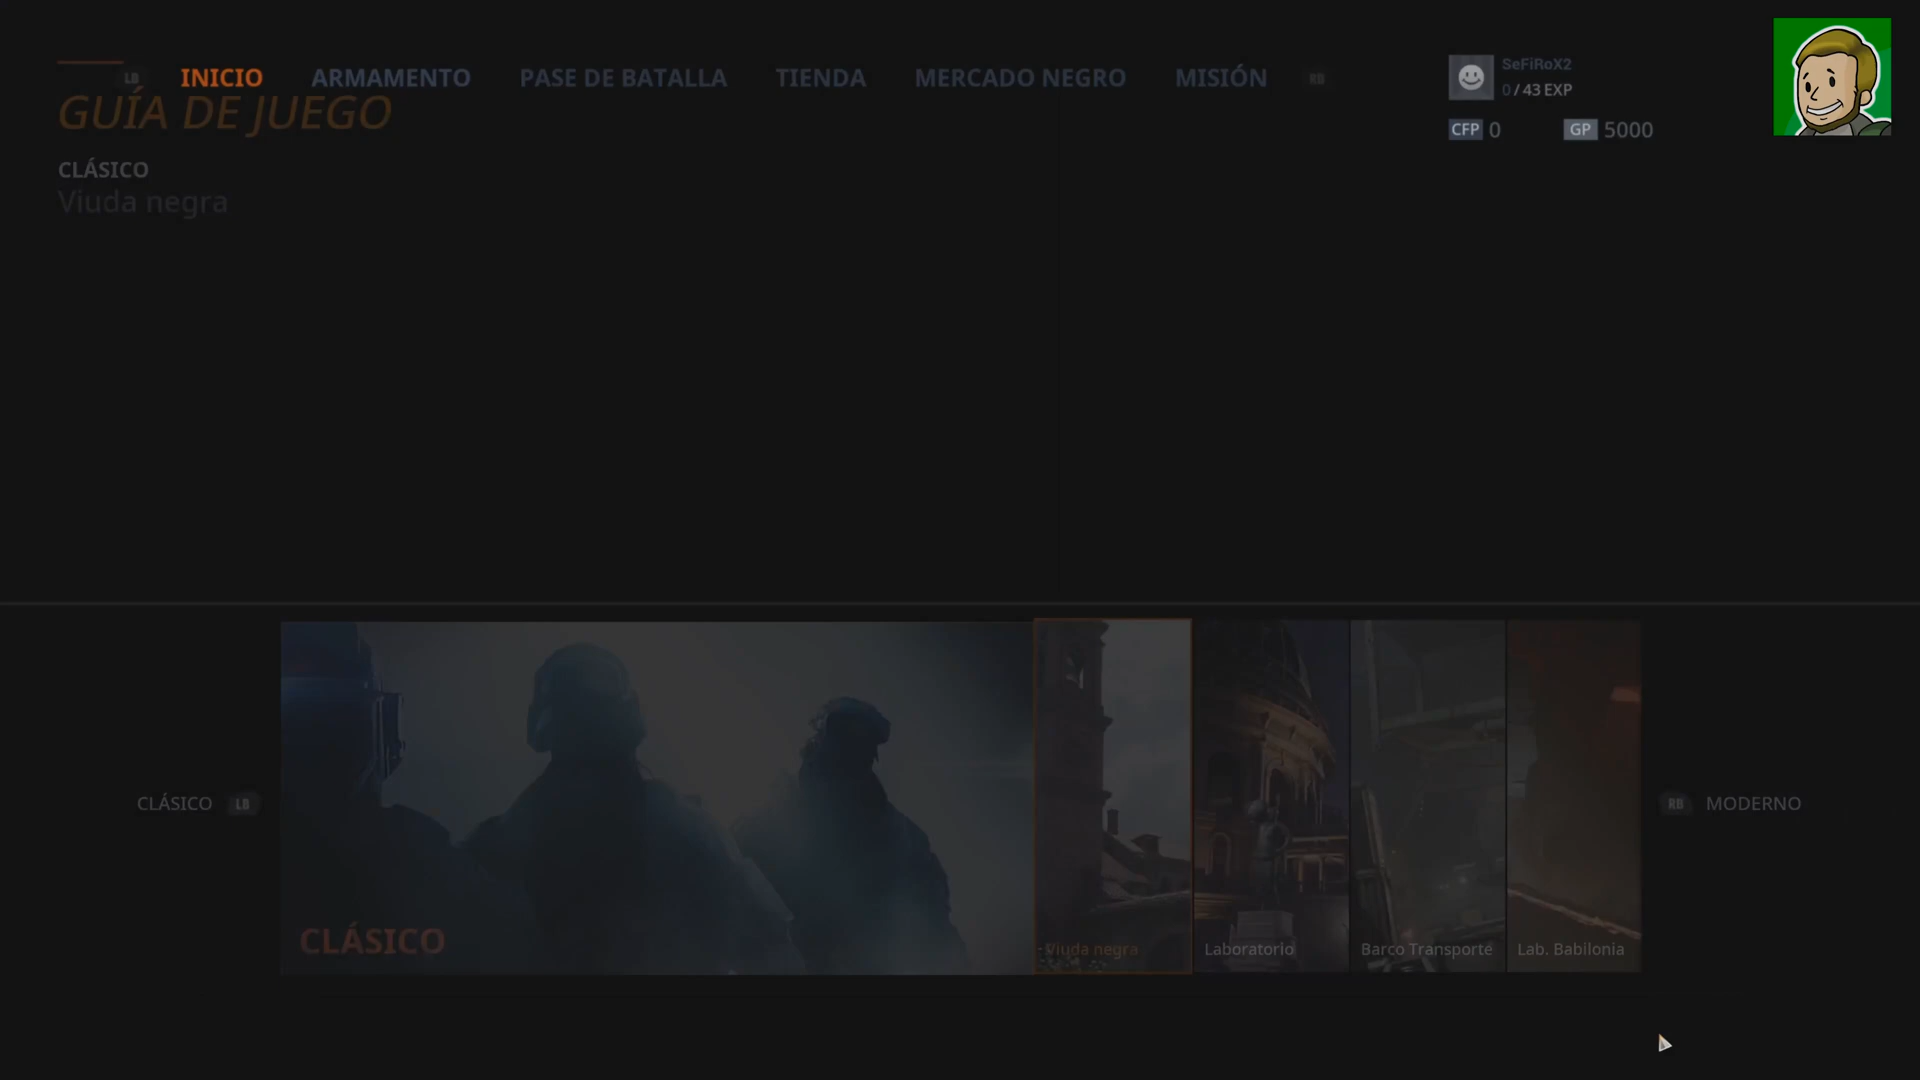 LB INICIO ARMAMENTO PASE DE BATALLA TIENDA MERCADO NEGRO MISIÓN RB
SeFiRoX2
0/43 EXP
CFP 0 GP 5000
GUÍA DE JUEGO
CLÁSICO
Viuda negra
CLÁSICO LB
RB MODERNO
CLÁSICO
Viuda negra
Laboratorio
Barco Transporte
Lab. Babilonia